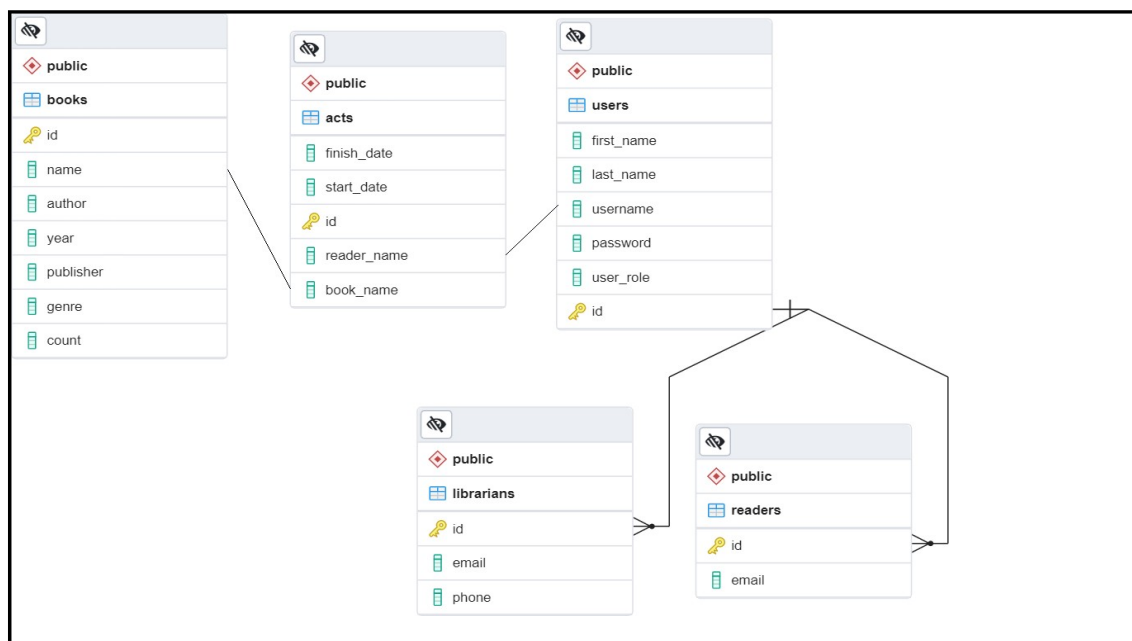 public
books
id
name
author
year
publisher
genre
count
public
acts
finish_date
start_date
id
reader_name
book_name
public
users
first_name
last_name
username
password
user_role
id
public
librarians
id
email
phone
public
readers
id
email